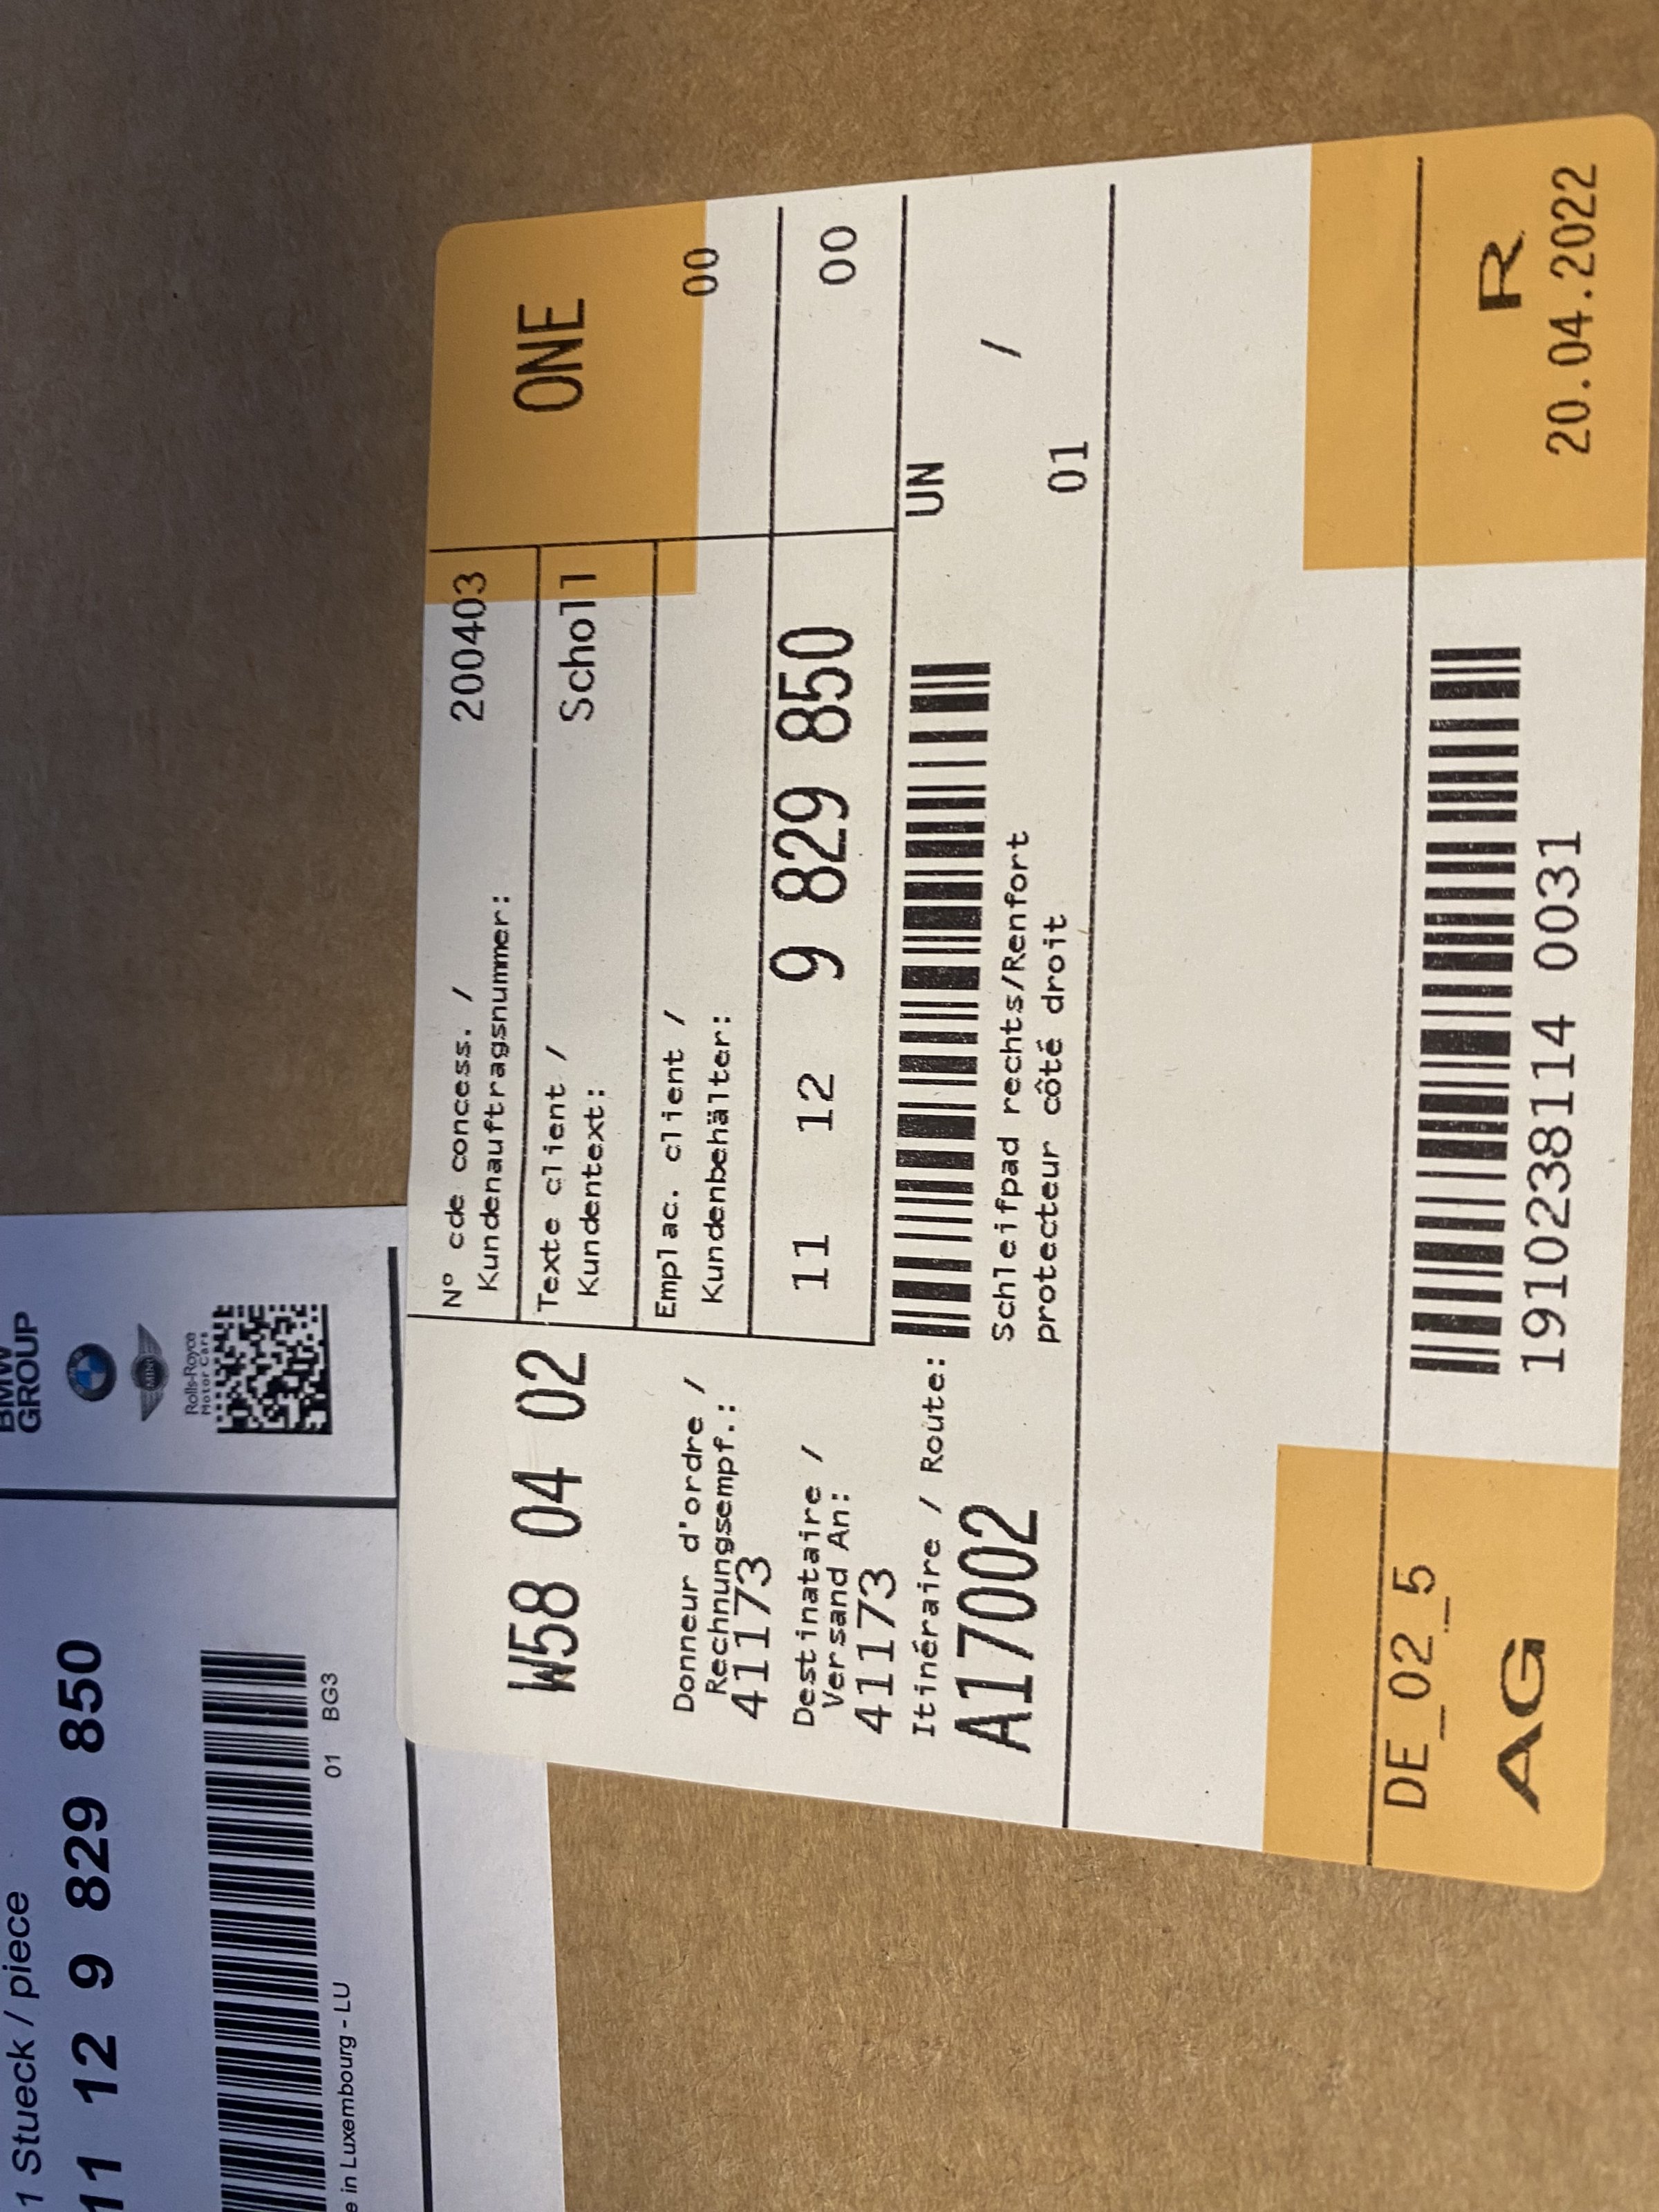 BMW
GROUP
Rolls-Royce
Motor Cars
MINI
1 Stueck / piece
11 12 9 829 850
01 BG3
in Luxembourg - LU
W58 04 02
N° cde concess. /
Kundenauftragsnummer:
200403
ONE
Texte client /
Kundentext:
Scholl
Emplac. client /
Kundenbehälter:
00
Donneur d'ordre /
Rechnungsempf.:
41173
11 12 9 829 850
00
Destinataire /
Versand An:
41173
Itinéraire / Route:
A17002
UN
/
Schleifpad rechts/Renfort
protecteur côté droit
01
DE_02_5
AG
1910238114 0031
R
20.04.2022